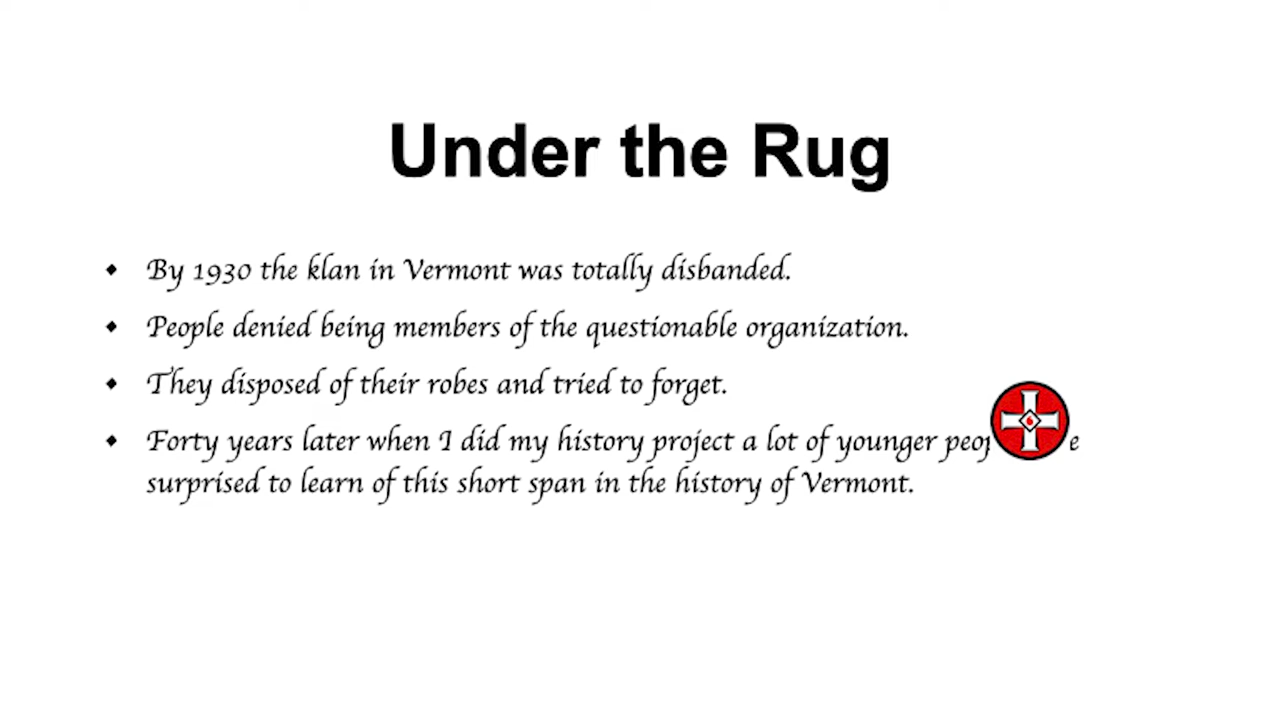 Under the Rug
By 1930 the klan in Vermont was totally disbanded.
People denied being members of the questionable organization.
They disposed of their robes and tried to forget.
Forty years later when I did my history project a lot of younger
surprised to learn of this short span in the history of Vermont.